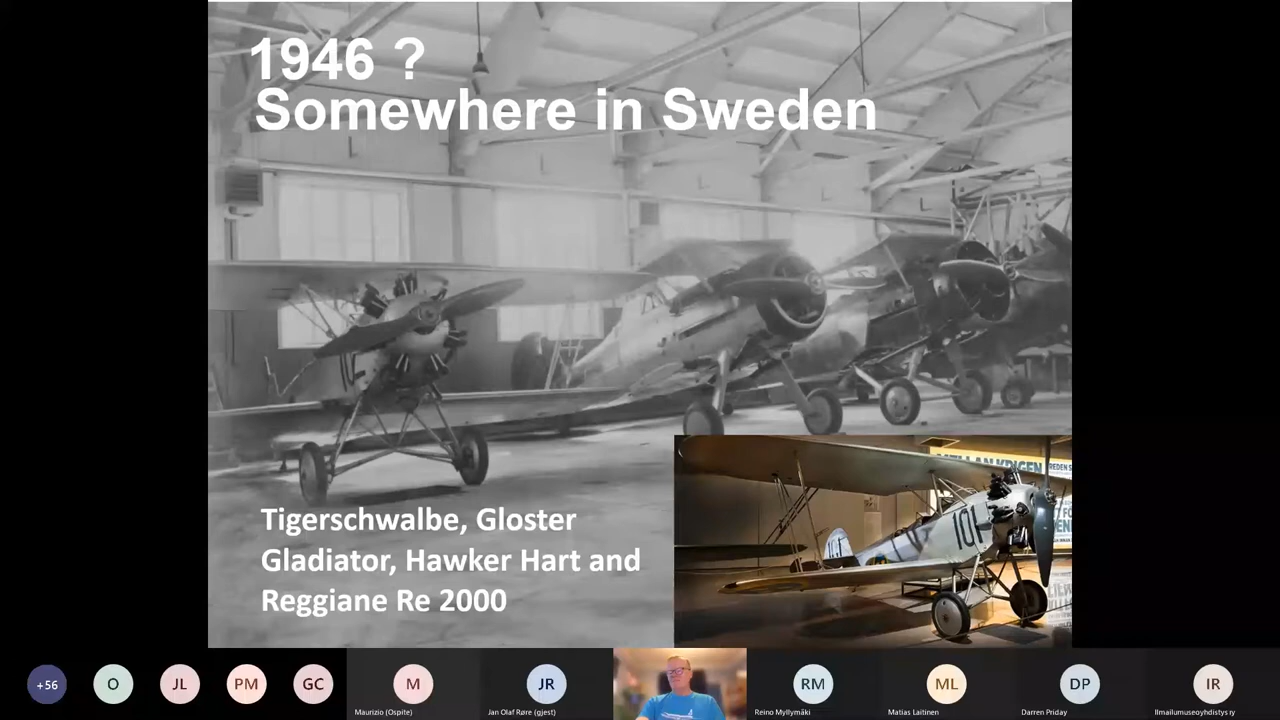 1946 ?
Somewhere in Sweden
Tigerschwalbe, Gloster
Gladiator, Hawker Hart and
Reggiane Re 2000
101
+56
O
JL
PM
GC
M
JR
RM
ML
DP
IR
Maurizio (Ospite)
Jan Olaf Røre (gjest)
Reino Myllymäki
Matias Laitinen
Darren Priday
Ilmailumuseoyhdistys ry